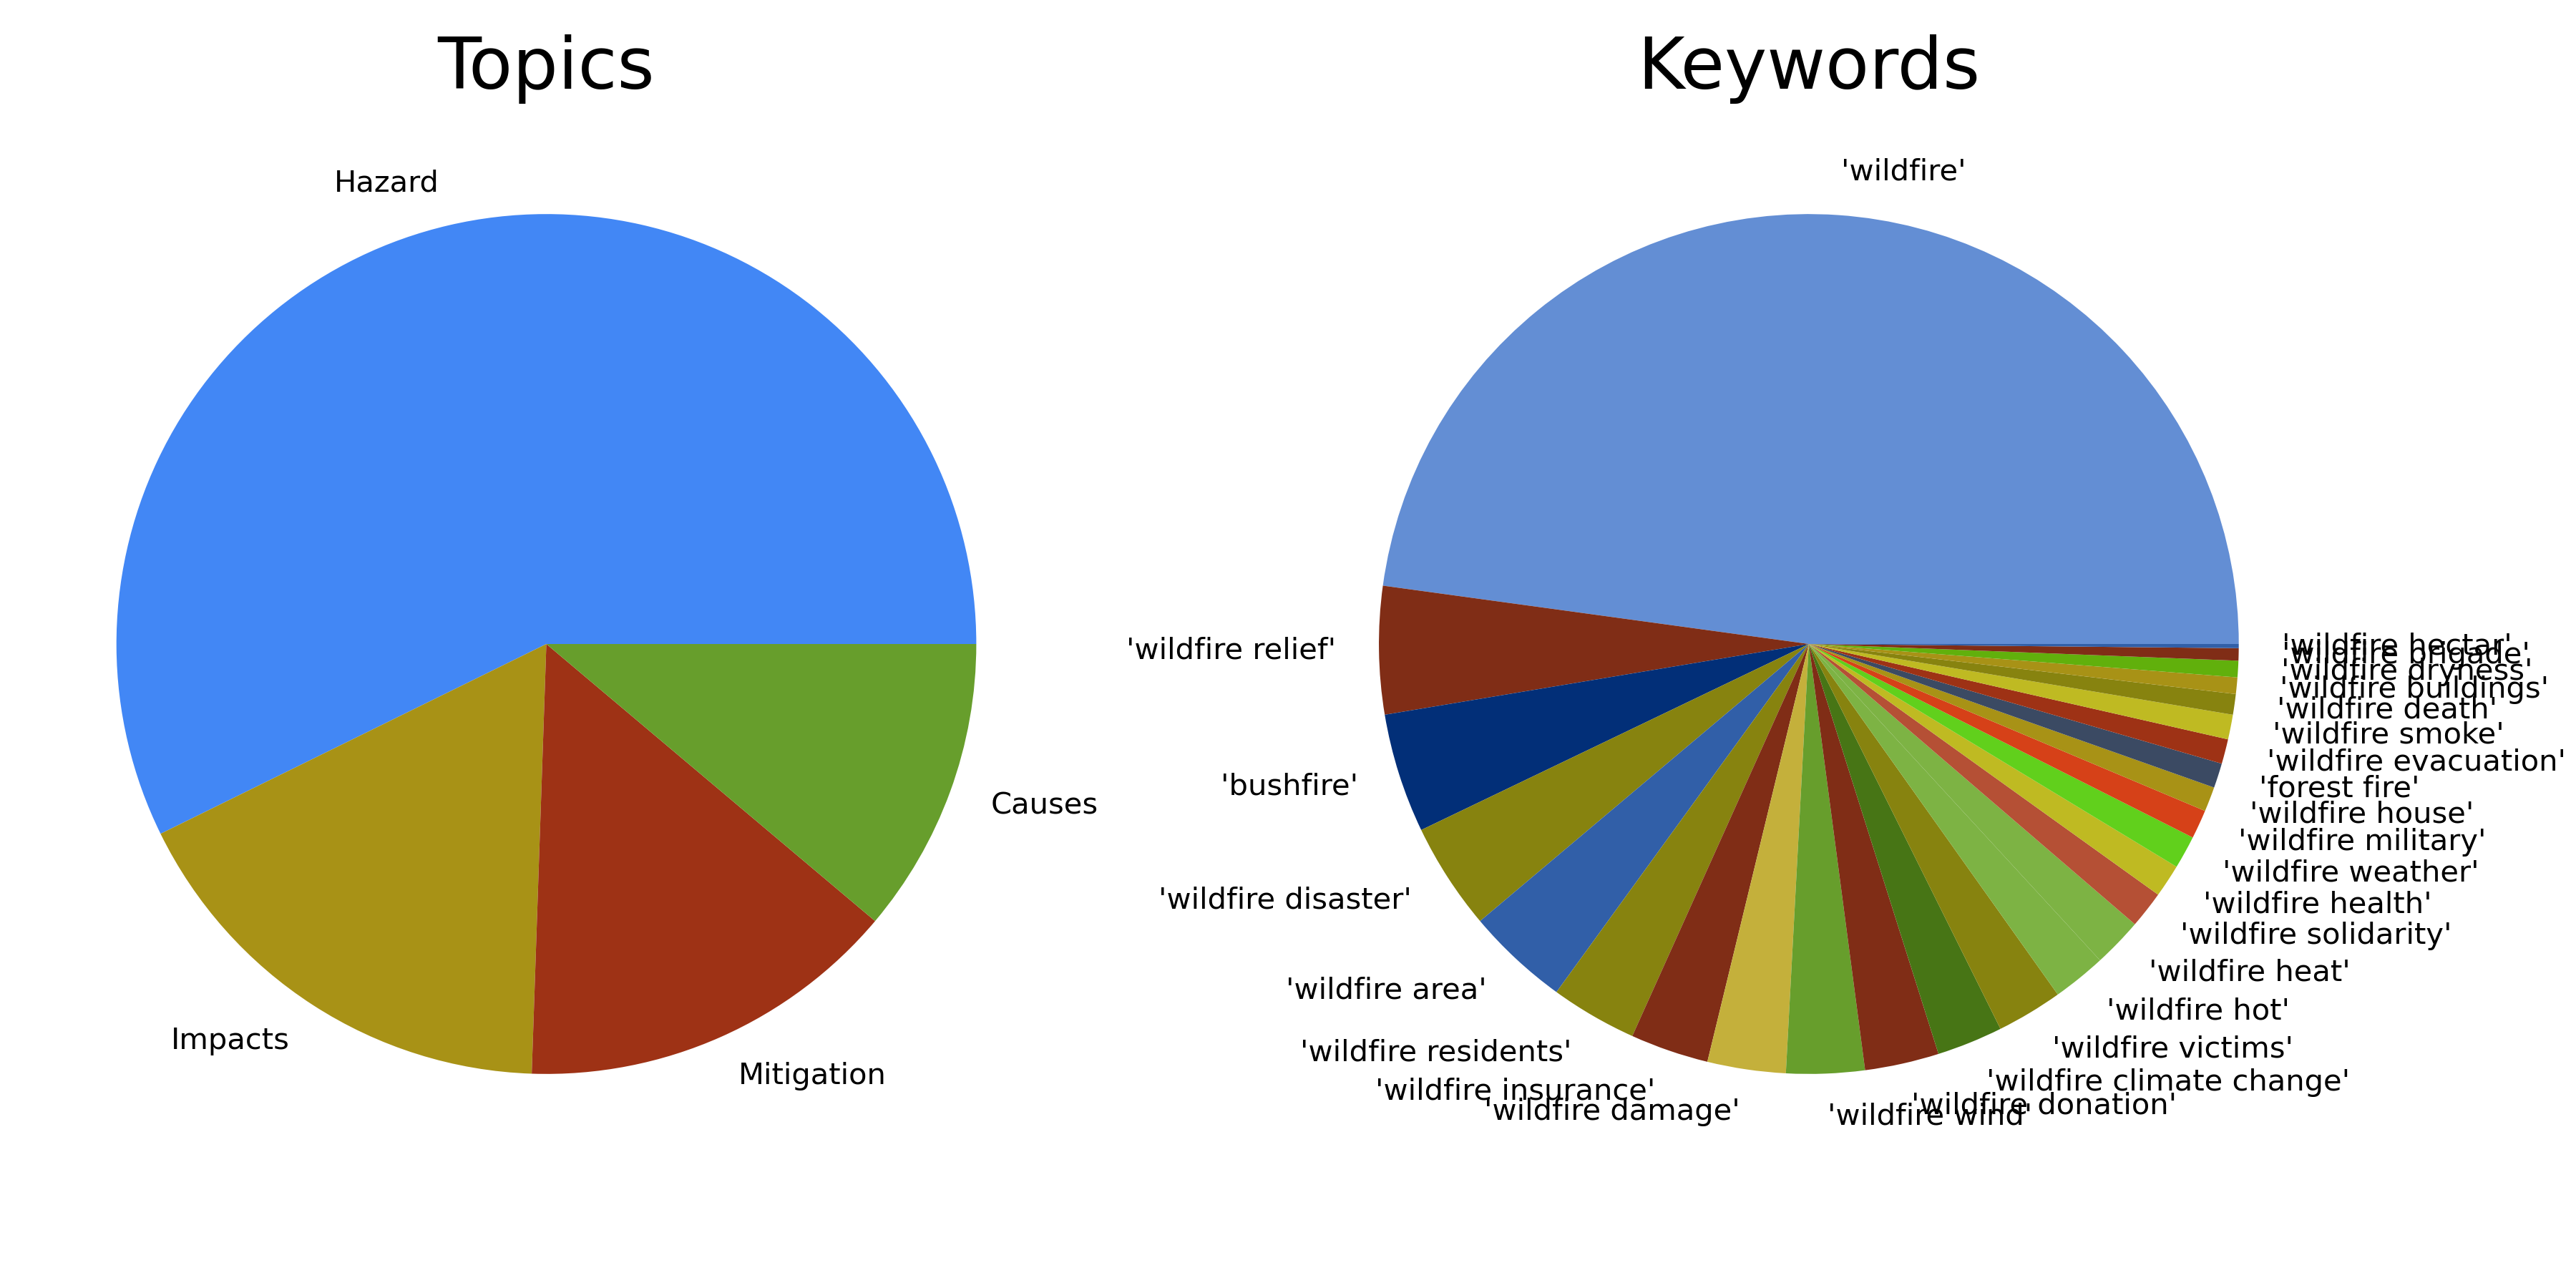 Topics
Hazard
Impacts
Mitigation
Causes
Keywords
'wildfire'
'wildfire relief'
'bushfire'
'wildfire disaster'
'wildfire area'
'wildfire residents'
'wildfire insurance'
'wildfire damage'
'wildfire wind'
'wildfire donation'
'wildfire climate change'
'wildfire victims'
'wildfire hot'
'wildfire heat'
'wildfire solidarity'
'wildfire health'
'wildfire weather'
'wildfire military'
'wildfire house'
'forest fire'
'wildfire evacuation'
'wildfire smoke'
'wildfire death'
'wildfire buildings'
'wildfire dryness'
'wildfire brigade'
'wildfire hectar'